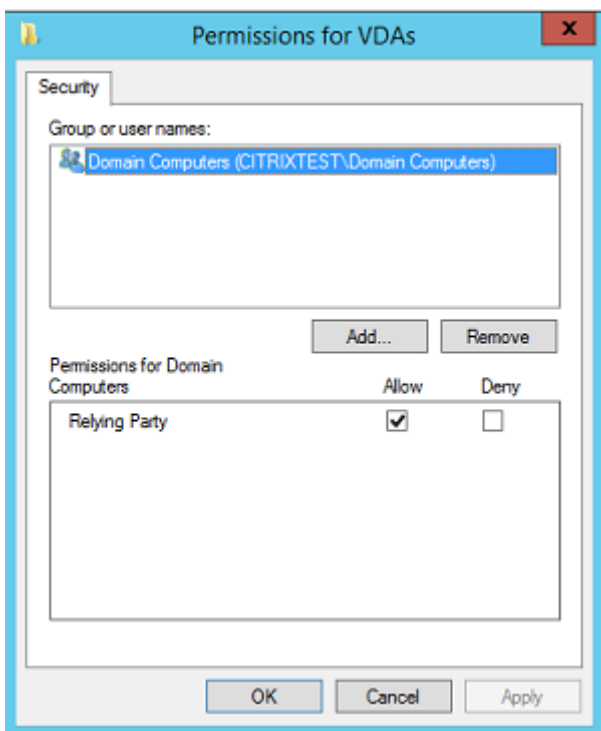 Permissions for VDAs
x
Security
Group or user names:
Domain Computers (CITRIXTEST\Domain Computers)
Add...
Remove
Permissions for Domain
Computers
Allow
Deny
Relying Party
OK
Cancel
Apply